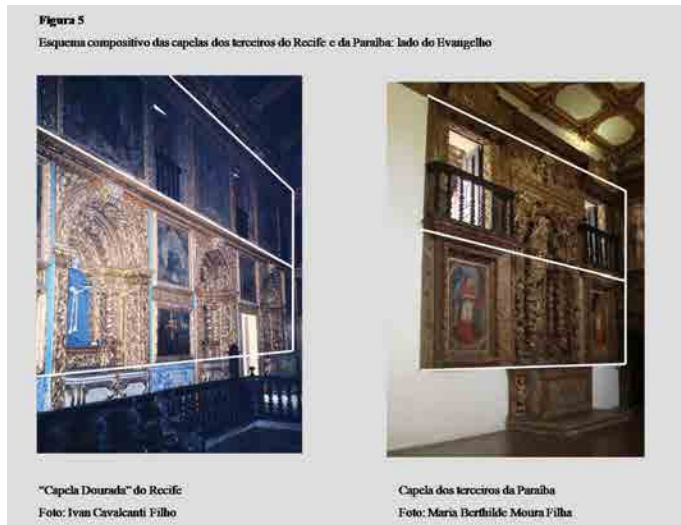 Figura 5
Esquema compositivo das capelas dos terceiros do Recife e da Paraíba: lado do Evangelho
"Capela Dourada" do Recife
Foto: Ivan Cavalcanti Filho
Capela dos terceiros da Paraíba
Foto: Maria Berthilde Moura Filha